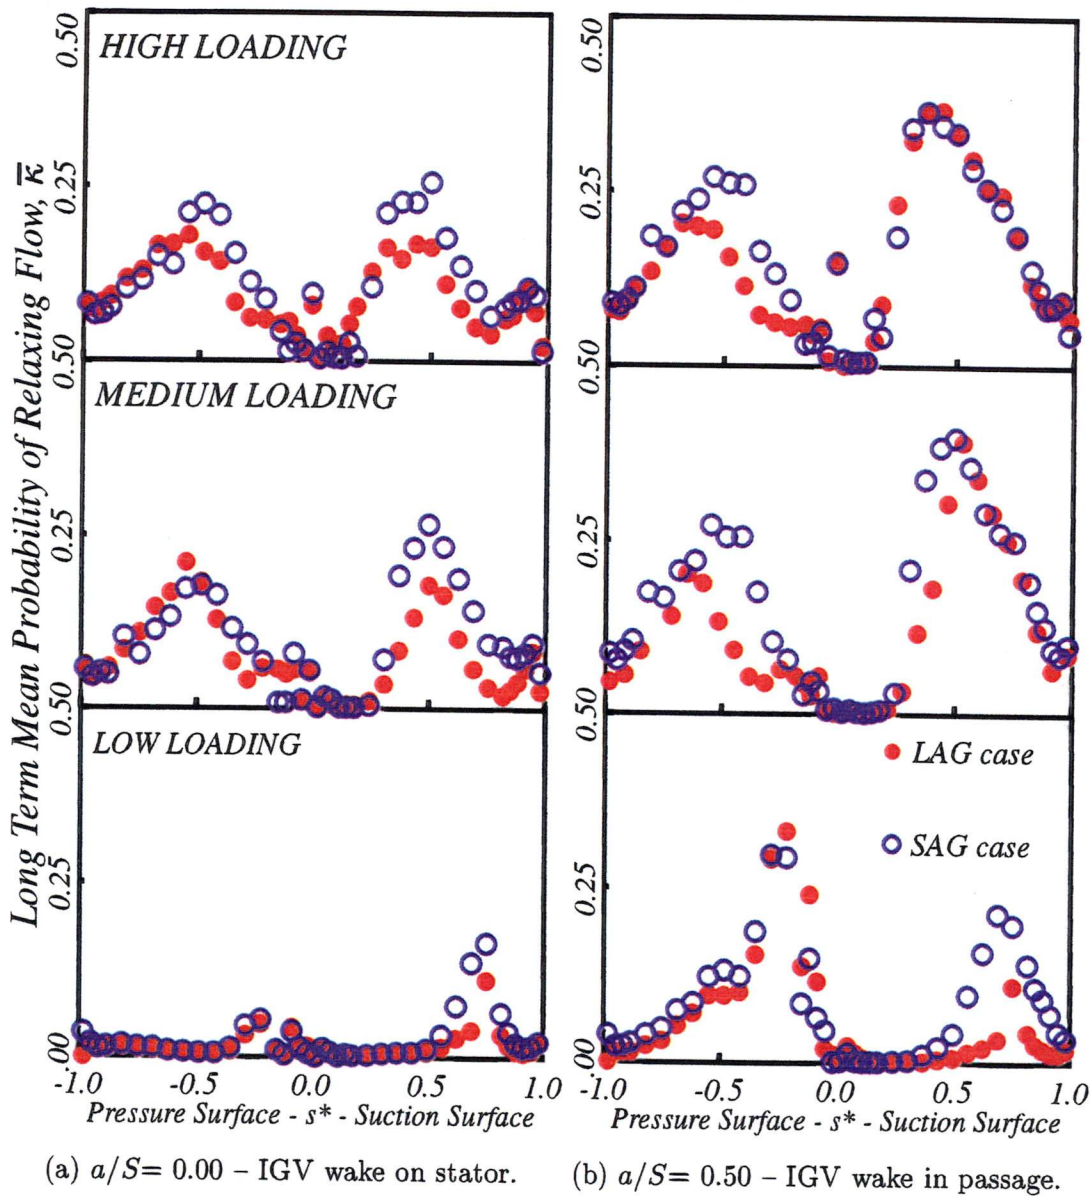 Long Term Mean Probability of Relaxing Flow, κ̅
0.50
HIGH LOADING
0.25
0.50
MEDIUM LOADING
0.25
0.50
LOW LOADING
0.25
.00
-1.0 -0.5 0.0 0.5 1.0
Pressure Surface - s* - Suction Surface
(a) a/S= 0.00 – IGV wake on stator.
0.50
0.25
0.50
0.25
0.50
LAG case
SAG case
0.25
.00
-1.0 -0.5 0.0 0.5 1.0
Pressure Surface - s* - Suction Surface
(b) a/S= 0.50 – IGV wake in passage.